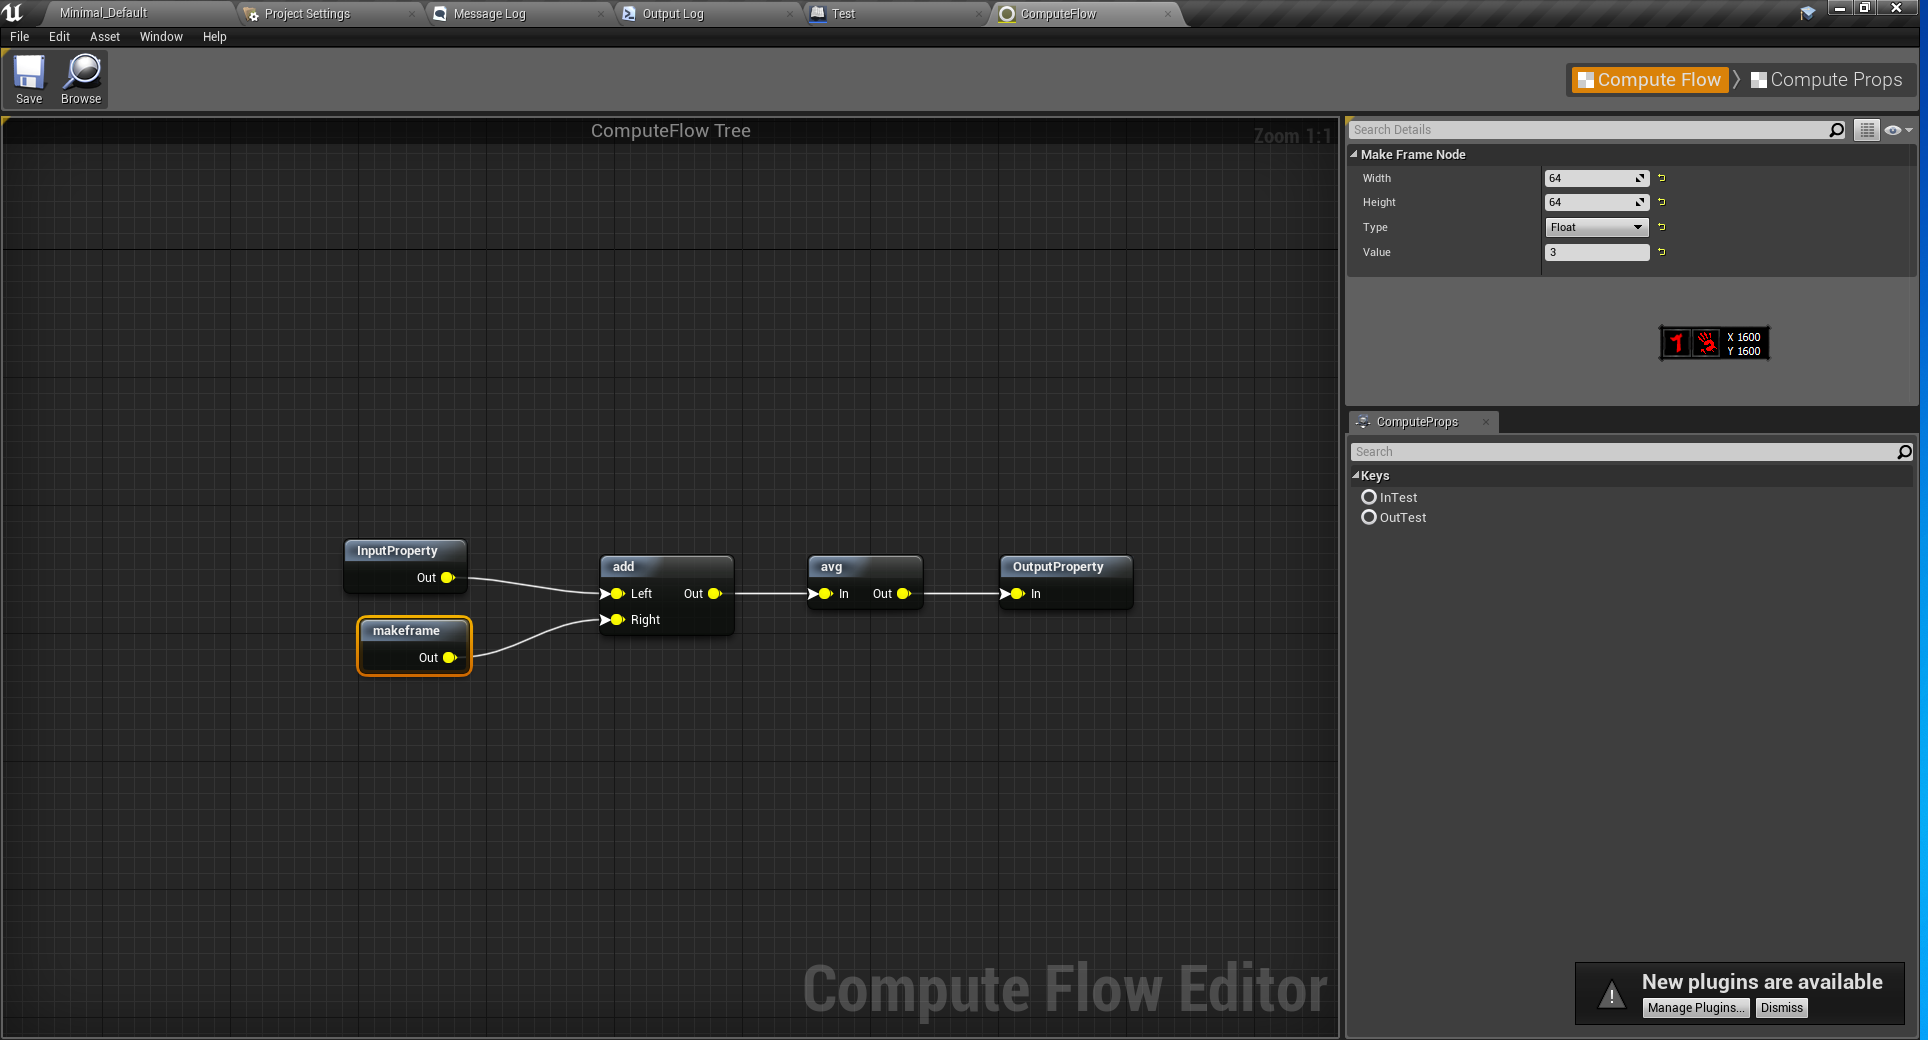 Minimal_Default
Project Settings
Message Log
Output Log
Test
ComputeFlow
File Edit Asset Window Help
Save
Browse
Compute Flow
Compute Props
ComputeFlow Tree
Zoom 1:1
Search Details
Make Frame Node
Width 64
Height 64
Type Float
Value 3
X 1600
Y 1600
ComputeProps
Search
Keys
InTest
OutTest
InputProperty
Out
makeframe
Out
add
Left Out
Right
avg
In Out
OutputProperty
In
Compute Flow Editor
New plugins are available
Manage Plugins...
Dismiss